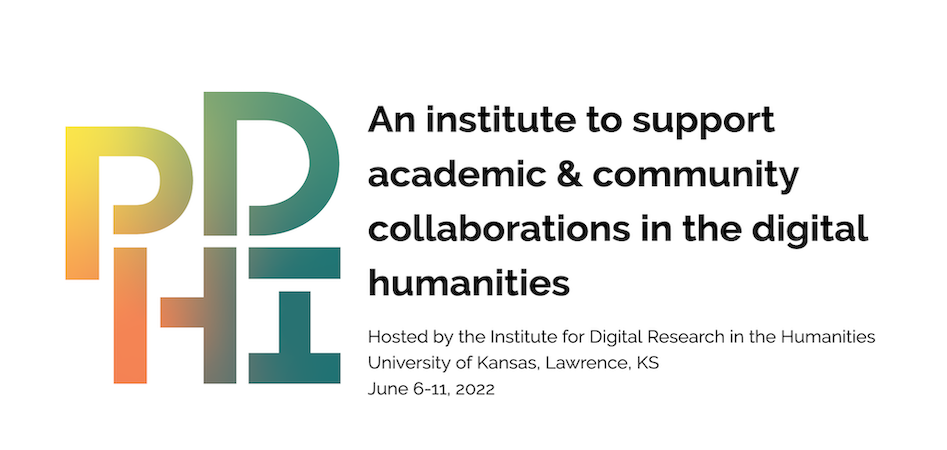 PD
HI
An institute to support
academic & community
collaborations in the digital
humanities
Hosted by the Institute for Digital Research in the Humanities
University of Kansas, Lawrence, KS
June 6-11, 2022